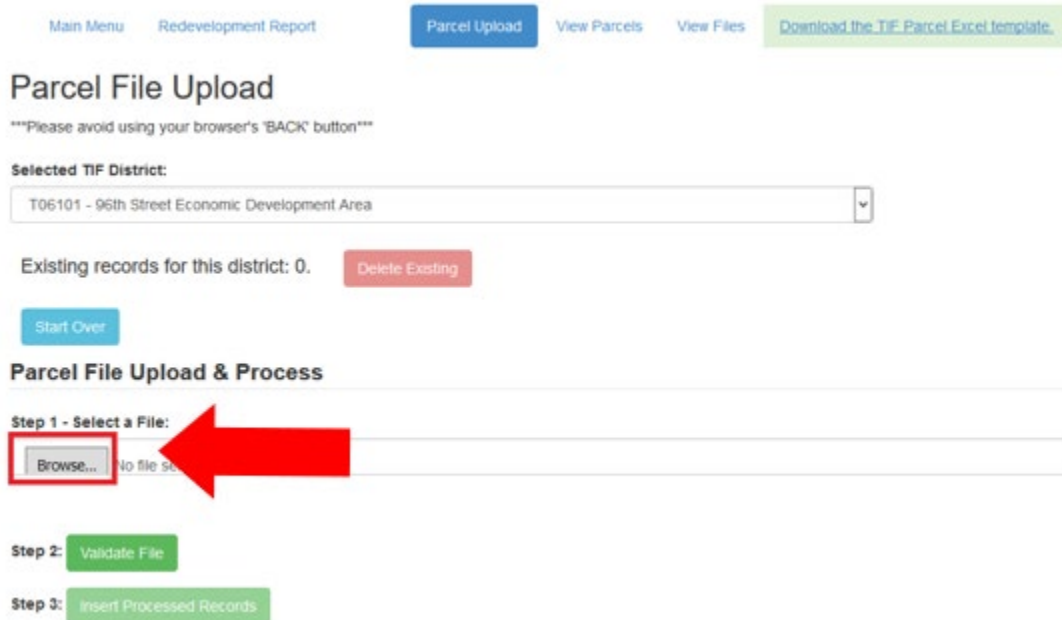 Main Menu Redevelopment Report Parcel Upload View Parcels View Files Download the TIF Parcel Excel template.
Parcel File Upload
***Please avoid using your browser's 'BACK' button***
Selected TIF District:
T06101 - 96th Street Economic Development Area
Existing records for this district: 0. Delete Existing
Start Over
Parcel File Upload & Process
Step 1 - Select a File:
Browse... No file
Step 2: Validate File
Step 3: Insert Processed Records